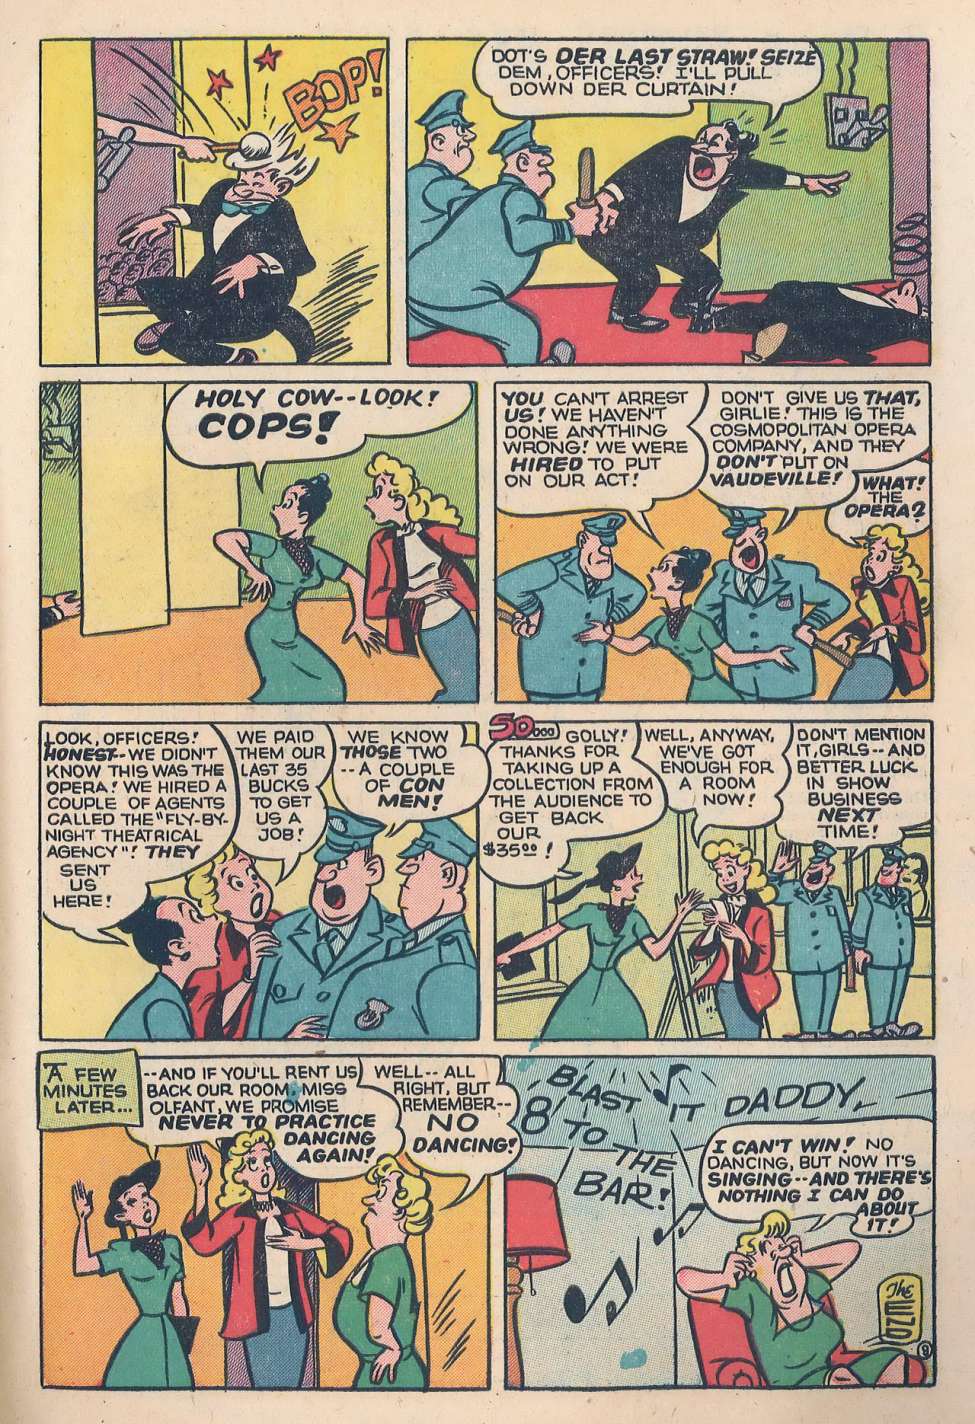 BOP!
DOT'S DER LAST STRAW! SEIZE
DEM, OFFICERS! I'LL PULL
DOWN DER CURTAIN!
HOLY COW--LOOK!
COPS!
YOU CAN'T ARREST
US! WE HAVEN'T
DONE ANYTHING
WRONG! WE WERE
HIRED TO PUT
ON OUR ACT!
DON'T GIVE US THAT,
GIRLIE! THIS IS THE
COSMOPOLITAN OPERA
COMPANY, AND THEY
DON'T PUT ON
VAUDEVILLE!
WHAT!
THE
OPERA?
LOOK, OFFICERS!
HONEST--WE DIDN'T
KNOW THIS WAS THE
OPERA! WE HIRED A
COUPLE OF AGENTS
CALLED THE "FLY-BY-
NIGHT THEATRICAL
AGENCY"! THEY
SENT
US
HERE!
WE PAID
THEM OUR
LAST 35
BUCKS
TO GET
US A
JOB!
WE KNOW
THOSE TWO
--A COUPLE
OF CON
MEN!
SO....
GOLLY!
THANKS FOR
TAKING UP A
COLLECTION FROM
THE AUDIENCE TO
GET BACK
OUR
$35.00!
WELL, ANYWAY,
WE'VE GOT
ENOUGH FOR
A ROOM
NOW!
DON'T MENTION
IT, GIRLS--AND
BETTER LUCK
IN SHOW
BUSINESS
NEXT
TIME!
A FEW
MINUTES
LATER...
--AND IF YOU'LL RENT US
BACK OUR ROOM, MISS
OLFANT, WE PROMISE
NEVER TO PRACTICE
DANCING
AGAIN!
WELL--ALL
RIGHT, BUT
REMEMBER--
NO
DANCING!
BLAST IT DADDY,
8 TO THE
BAR!
I CAN'T WIN! NO
DANCING, BUT NOW IT'S
SINGING--AND THERE'S
NOTHING I CAN DO
ABOUT
IT!
The
END
8